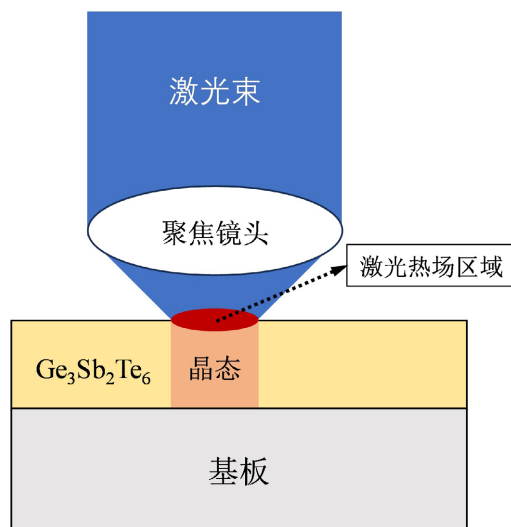 激光束
聚焦镜头
激光热场区域
Ge₃Sb₂Te₆
晶态
基板